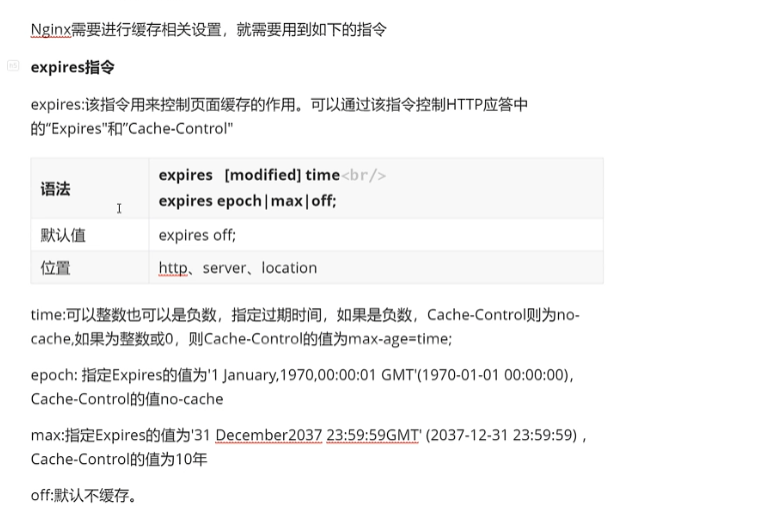 Nginx需要进行缓存相关设置，就需要用到如下的指令
expires指令
expires:该指令用来控制页面缓存的作用。可以通过该指令控制HTTP应答中
的“Expires"和”Cache-Control"
语法
expires [modified] time<br/>
expires epoch|max|off;
默认值 expires off;
位置 http、server、location
time:可以整数也可以是负数，指定过期时间，如果是负数，Cache-Control则为no-
cache,如果为整数或0，则Cache-Control的值为max-age=time;
epoch: 指定Expires的值为'1 January,1970,00:00:01 GMT'(1970-01-01 00:00:00)，
Cache-Control的值no-cache
max:指定Expires的值为'31 December2037 23:59:59GMT' (2037-12-31 23:59:59) ，
Cache-Control的值为10年
off:默认不缓存。